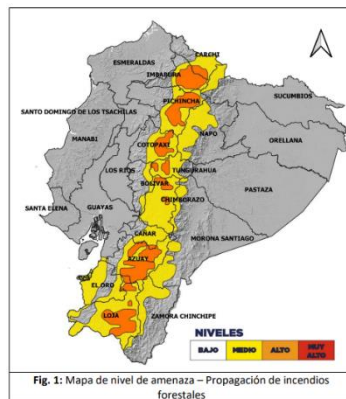 CARCHI
ESMERALDAS
IMBABURA
SUCUMBIOS
PICHINCHA
SANTO DOMINGO DE LOS TSACHILAS
NAPO
ORELLANA
MANABI
COTOPAXI
TUNGURAHUA
LOS RIOS
BOLIVAR
PASTAZA
CHIMBORAZO
SANTA ELENA
GUAYAS
MORONA SANTIAGO
CAÑAR
AZUAY
EL ORO
LOJA
ZAMORA CHINCHIPE
NIVELES
BAJO MEDIO ALTO MUY ALTO
Fig. 1: Mapa de nivel de amenaza – Propagación de incendios
forestales